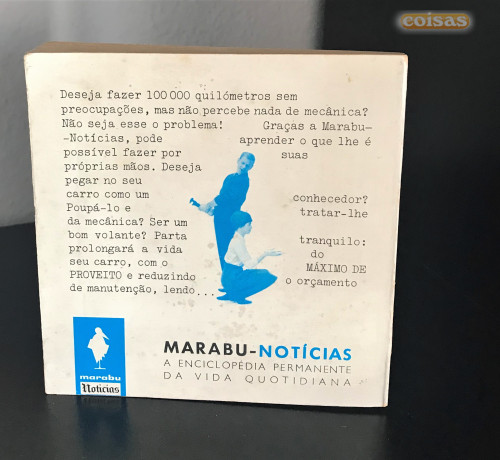 coisas
Deseja fazer 100 000 quilómetros sem
preocupações, mas não percebe nada de mecânica?
Não seja esse o problema! Graças a Marabu-
-Notícias, pode aprender o que lhe é
possível fazer por suas
próprias mãos. Deseja
pegar no seu
carro como um conhecedor?
Poupá-lo e tratar-lhe
da mecânica? Ser um
bom volante? Parta tranquilo:
prolongará a vida do
seu carro, com o MÁXIMO DE
PROVEITO e reduzindo o orçamento
de manutenção, lendo...
MARABU-NOTÍCIAS
A ENCICLOPÉDIA PERMANENTE
DA VIDA QUOTIDIANA
marabu
Notícias